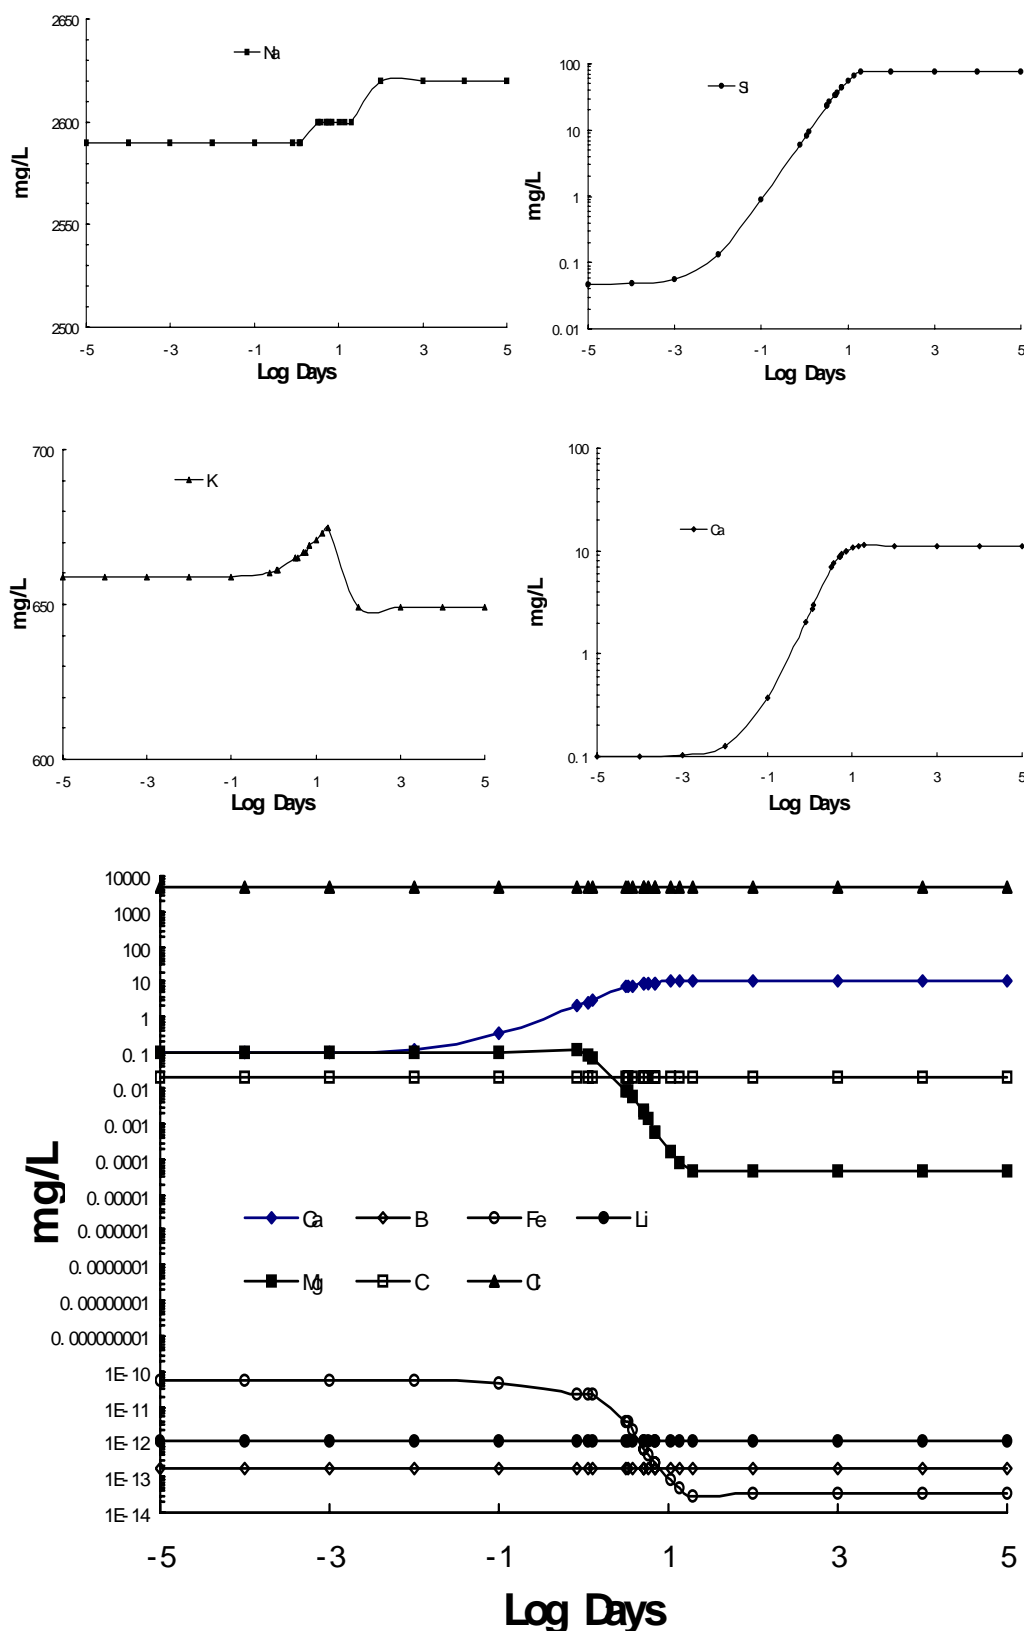 2650
Na
2600
2550
2500
mg/L
-5 -3 -1 1 3 5
Log Days
100
Si
10
1
0.1
0.01
mg/L
-5 -3 -1 1 3 5
Log Days
700
K
650
600
mg/L
-5 -3 -1 1 3 5
Log Days
100
Ca
10
1
0.1
mg/L
-5 -3 -1 1 3 5
Log Days
10000
1000
100
10
1
0.1
0.01
0.001
0.0001
0.00001
0.000001
0.0000001
0.00000001
0.000000001
1E-10
1E-11
1E-12
1E-13
1E-14
mg/L
Ca B Fe Li
Mg C Cl
-5 -3 -1 1 3 5
Log Days